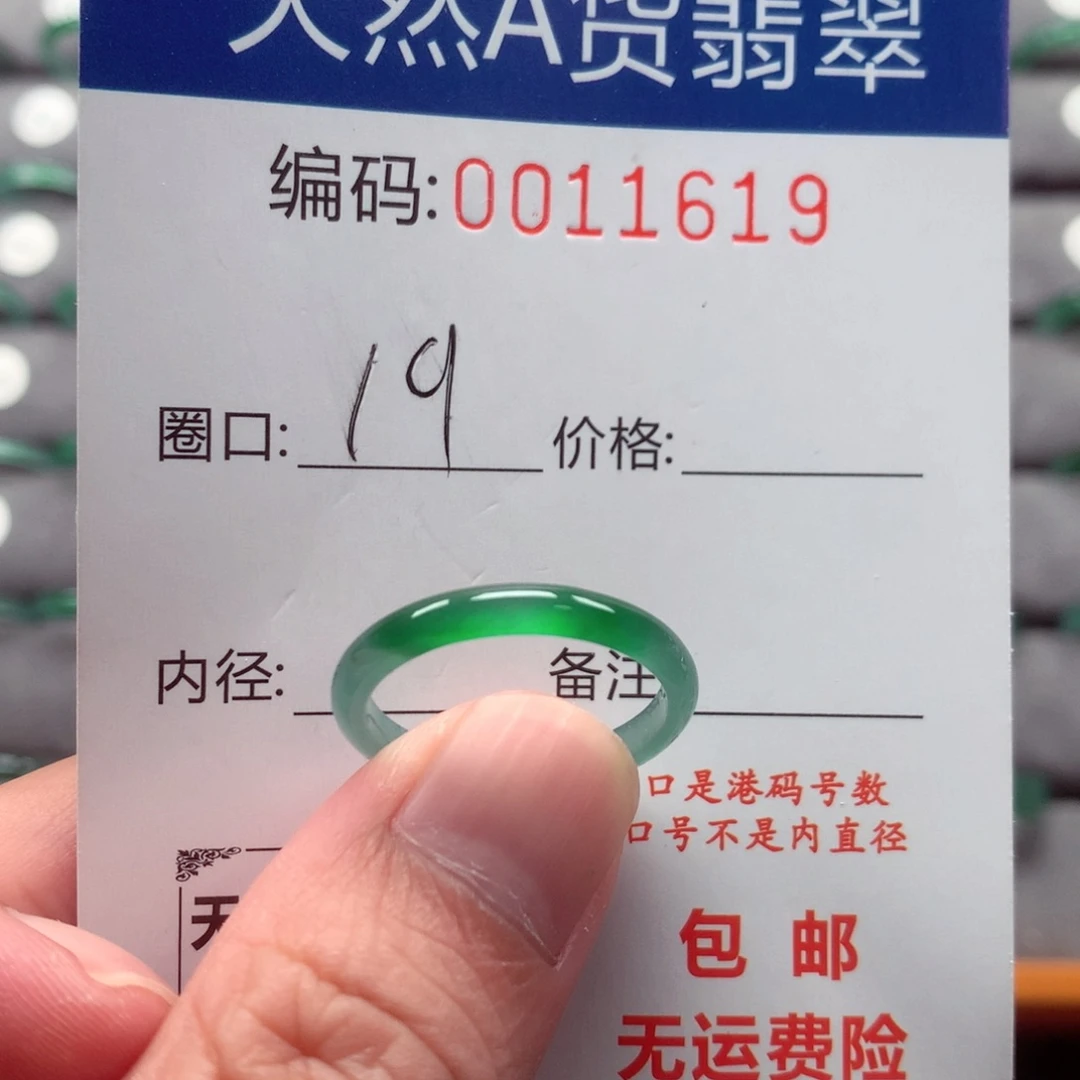 天然A货翡翠
编码:0011619
圈口: 19 价格:
内径: 备注
口是港码号数
口号不是内直径
天
包 邮
无运费险